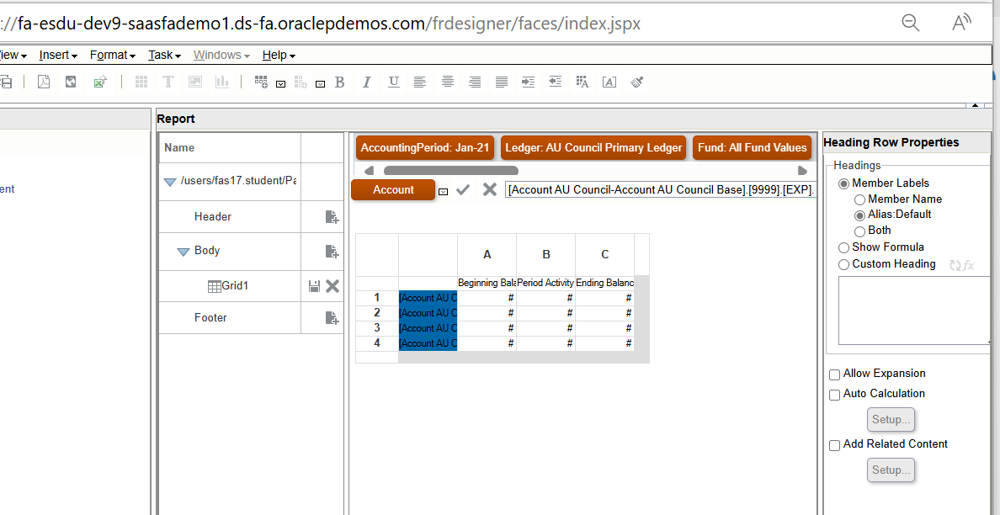 ://fa-esdu-dev9-saasfademo1.ds-fa.oraclepdemos.com/frdesigner/faces/index.jspx
iew Insert Format Task Windows Help
T B I U A A
Report
Name
/users/fas17.student/Pa
ent
Header
Body
Grid1
Footer
AccountingPeriod: Jan-21 Ledger: AU Council Primary Ledger Fund: All Fund Values
Account [Account AU Council-Account AU Council Base].[9999].[EXP].
A B C
Beginning Bala Period Activity Ending Balanc
1 [Account AU C # # #
2 [Account AU C # # #
3 [Account AU C # # #
4 [Account AU C # # #
Heading Row Properties
Headings
Member Labels
Member Name
Alias:Default
Both
Show Formula
Custom Heading fx
Allow Expansion
Auto Calculation
Setup...
Add Related Content
Setup...